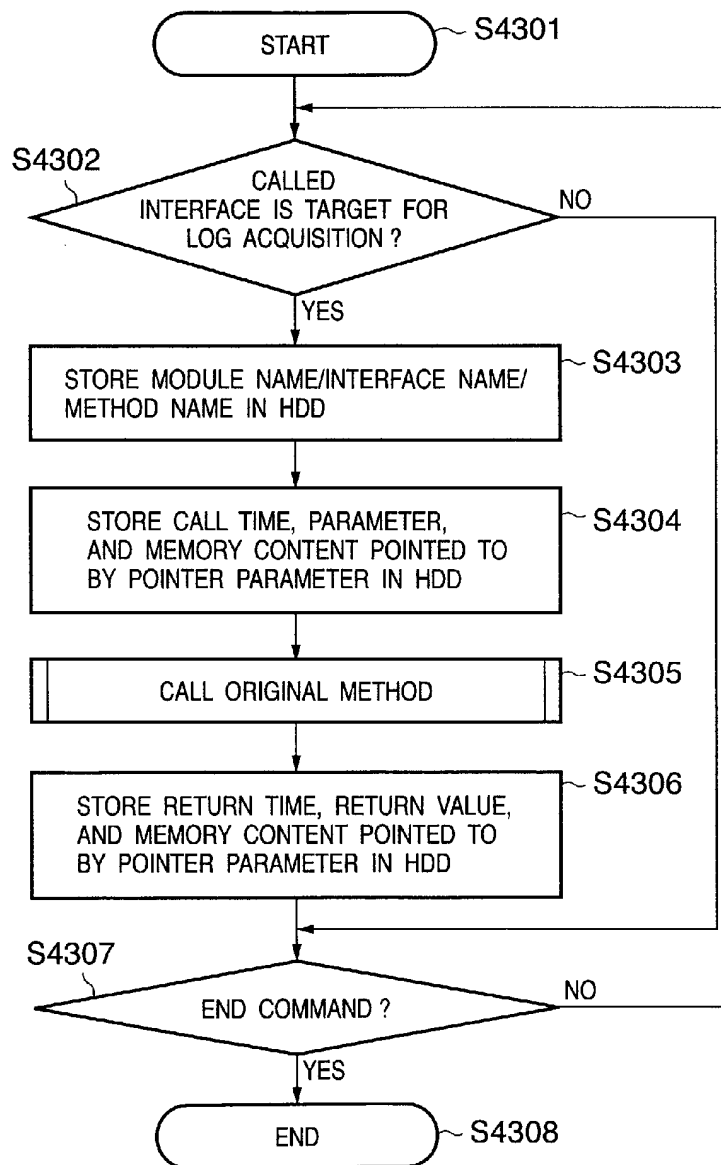 START
S4301
S4302
CALLED
INTERFACE IS TARGET FOR
LOG ACQUISITION ?
NO
YES
STORE MODULE NAME/INTERFACE NAME/
METHOD NAME IN HDD
S4303
STORE CALL TIME, PARAMETER,
AND MEMORY CONTENT POINTED TO
BY POINTER PARAMETER IN HDD
S4304
CALL ORIGINAL METHOD
S4305
STORE RETURN TIME, RETURN VALUE,
AND MEMORY CONTENT POINTED TO
BY POINTER PARAMETER IN HDD
S4306
S4307
END COMMAND ?
NO
YES
END
S4308